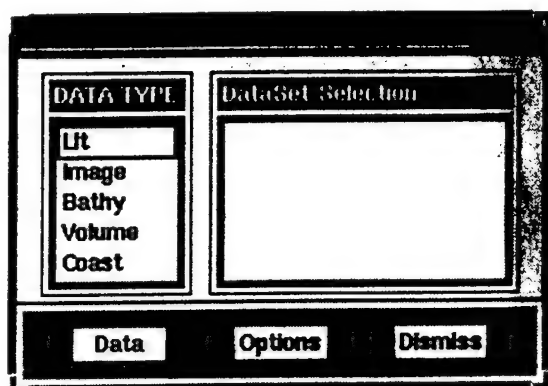 DATA TYPE
Lit
Image
Bathy
Volume
Coast
DataSet Selection
Data
Options
Dismiss